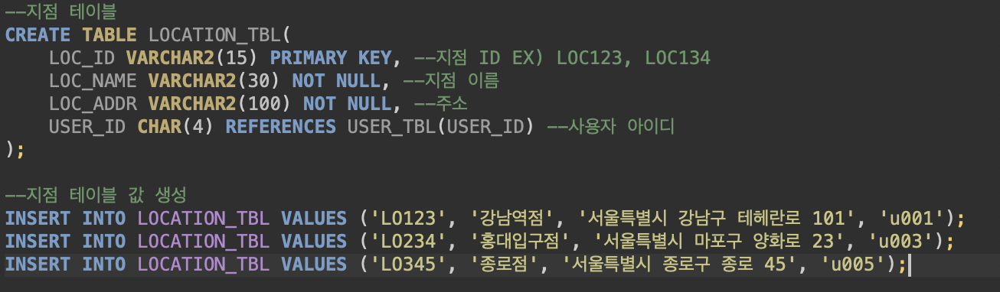 --지점 테이블
CREATE TABLE LOCATION_TBL(
LOC_ID VARCHAR2(15) PRIMARY KEY, --지점 ID EX) LOC123, LOC134
LOC_NAME VARCHAR2(30) NOT NULL, --지점 이름
LOC_ADDR VARCHAR2(100) NOT NULL, --주소
USER_ID CHAR(4) REFERENCES USER_TBL(USER_ID) --사용자 아이디
);
--지점 테이블 값 생성
INSERT INTO LOCATION_TBL VALUES ('LO123', '강남역점', '서울특별시 강남구 테헤란로 101', 'u001');
INSERT INTO LOCATION_TBL VALUES ('LO234', '홍대입구점', '서울특별시 마포구 양화로 23', 'u003');
INSERT INTO LOCATION_TBL VALUES ('LO345', '종로점', '서울특별시 종로구 종로 45', 'u005');